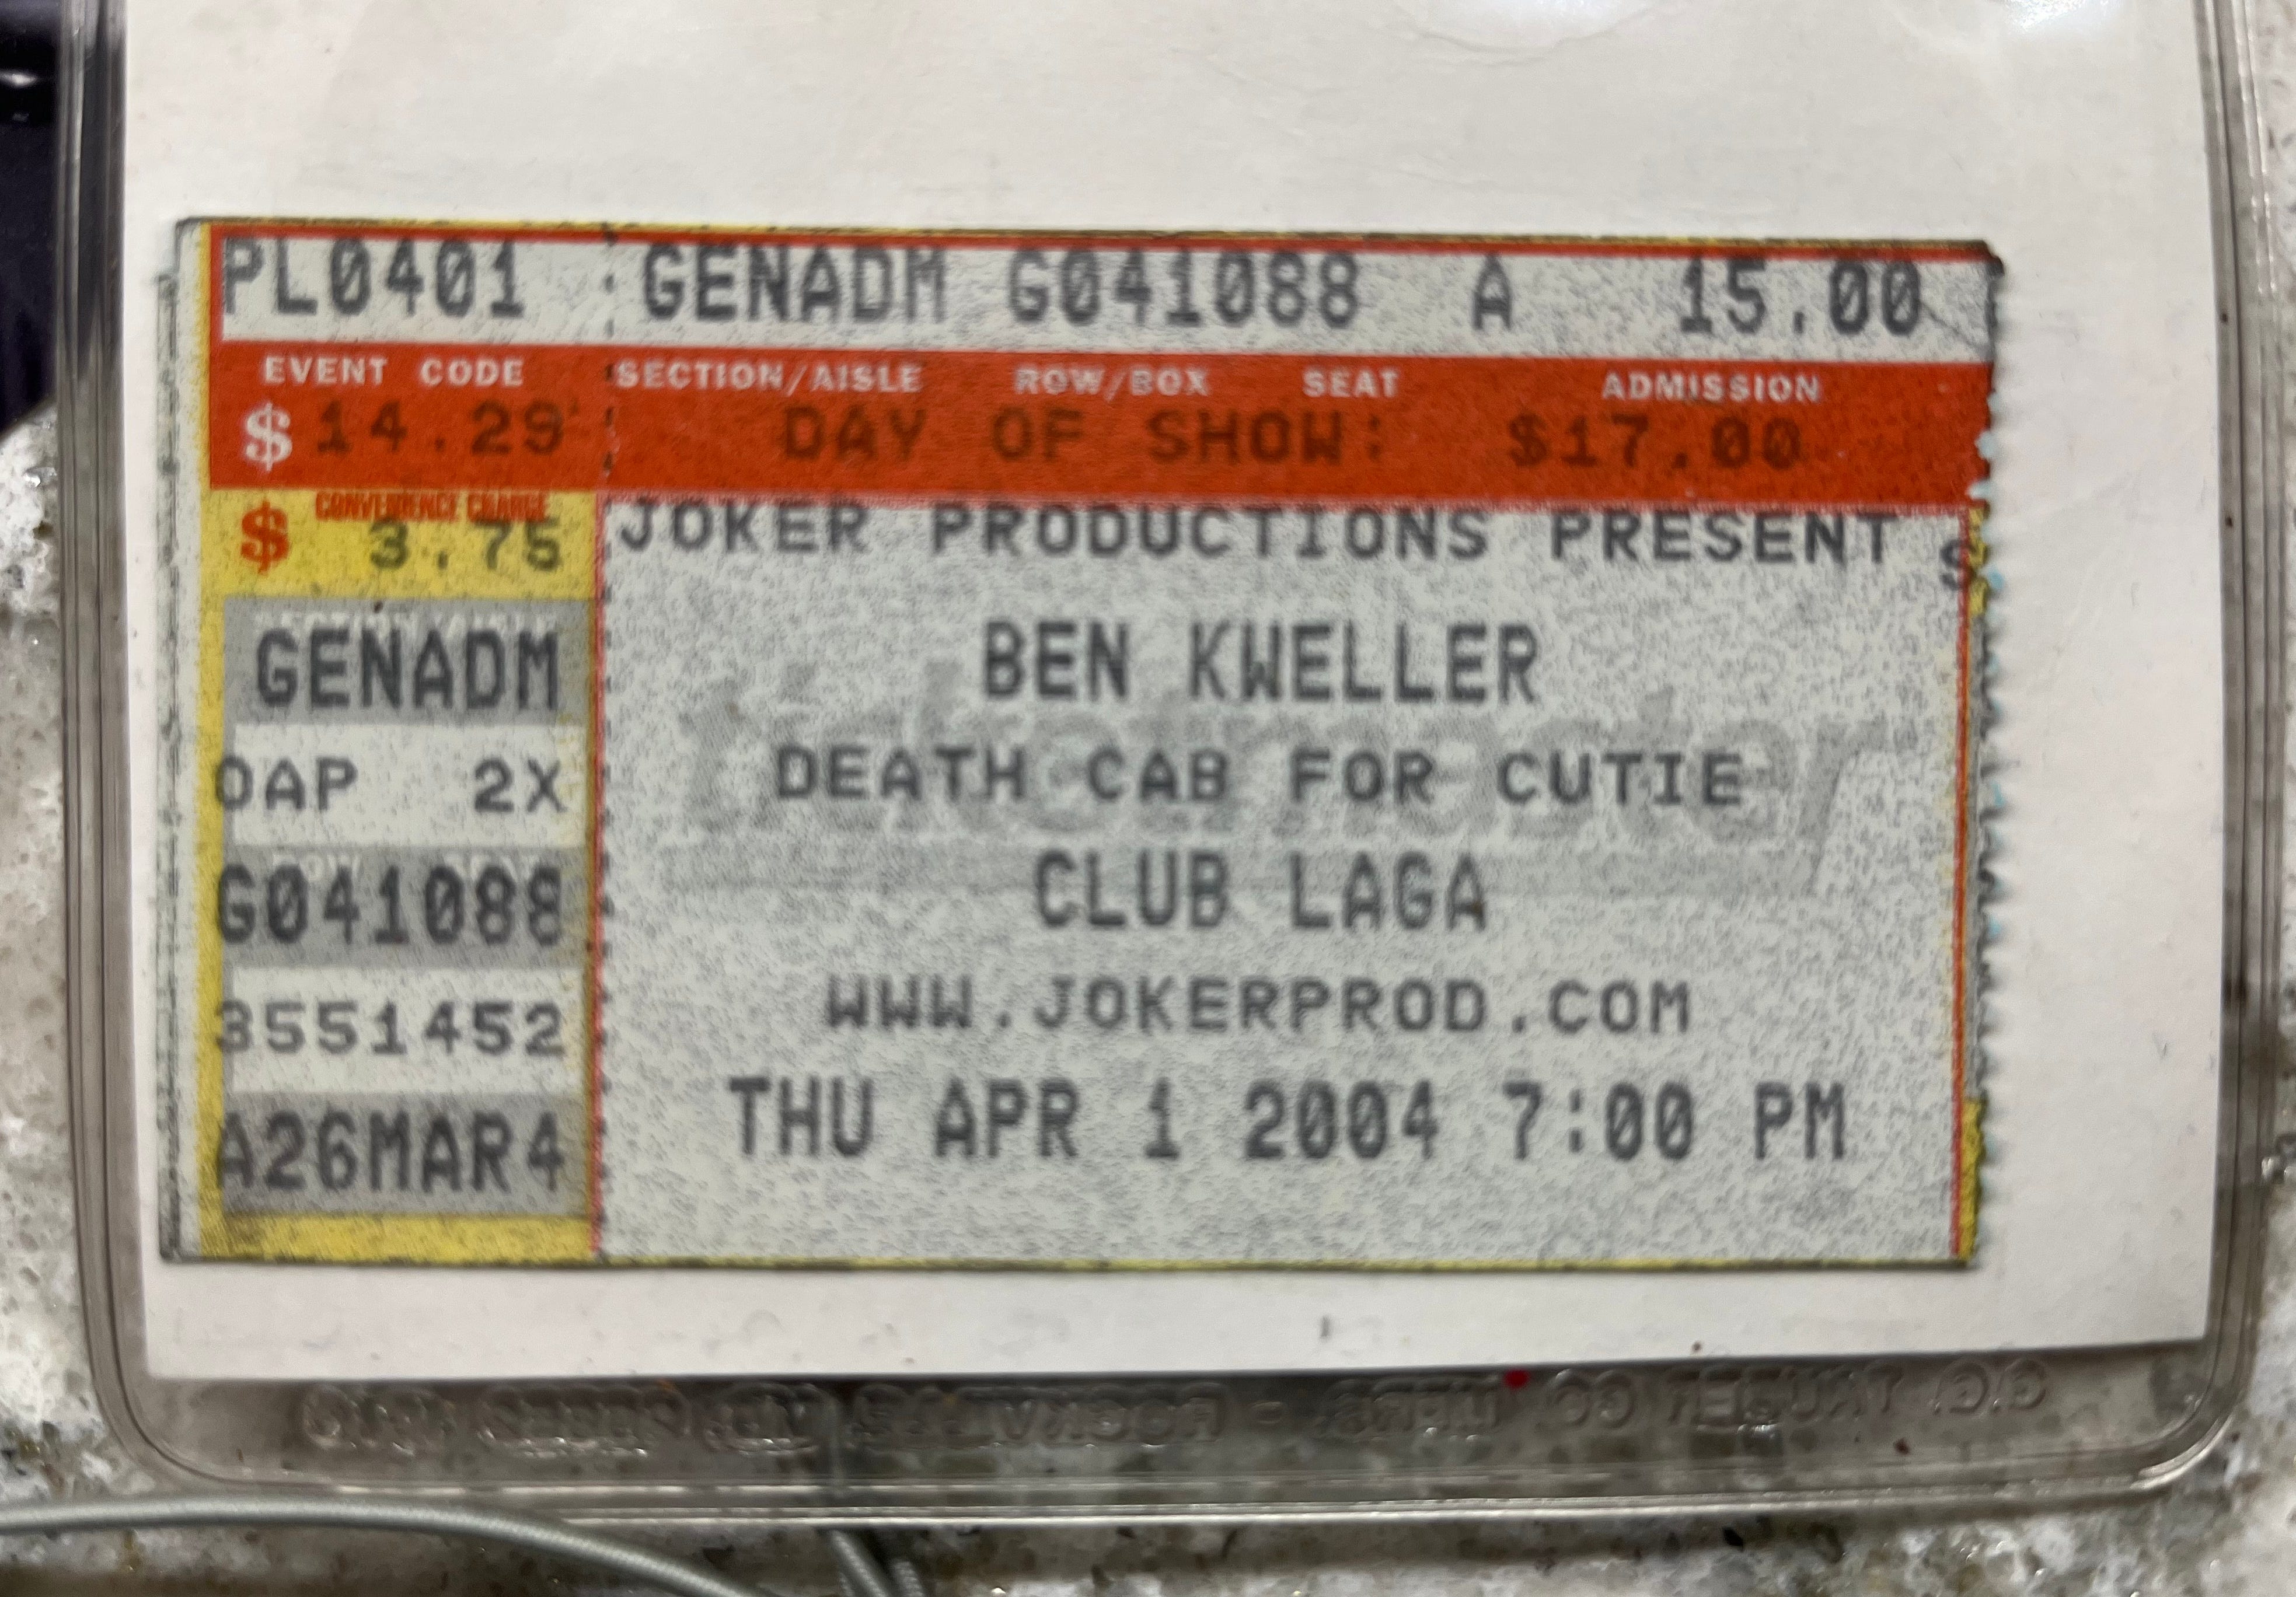 PL0401 GENADM G041088 A 15.00
EVENT CODE SECTION/AISLE ROW/BOX SEAT ADMISSION
$ 14.29 DAY OF SHOW: $17.00
CONVENIENCE CHARGE
$ 3.75
JOKER PRODUCTIONS PRESENTS
GENADM
BEN KWELLER
ticketmaster
OAP 2X
DEATH CAB FOR CUTIE
G041088
CLUB LAGA
3551452
WWW.JOKERPROD.COM
A26MAR4
THU APR 1 2004 7:00 PM